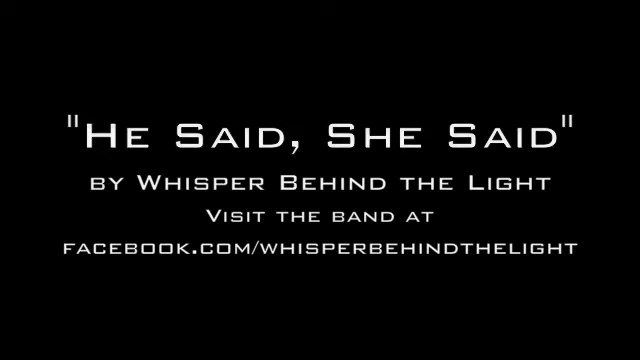 "He Said, She Said"
by Whisper Behind the Light
Visit the band at
facebook.com/whisperbehindthelight